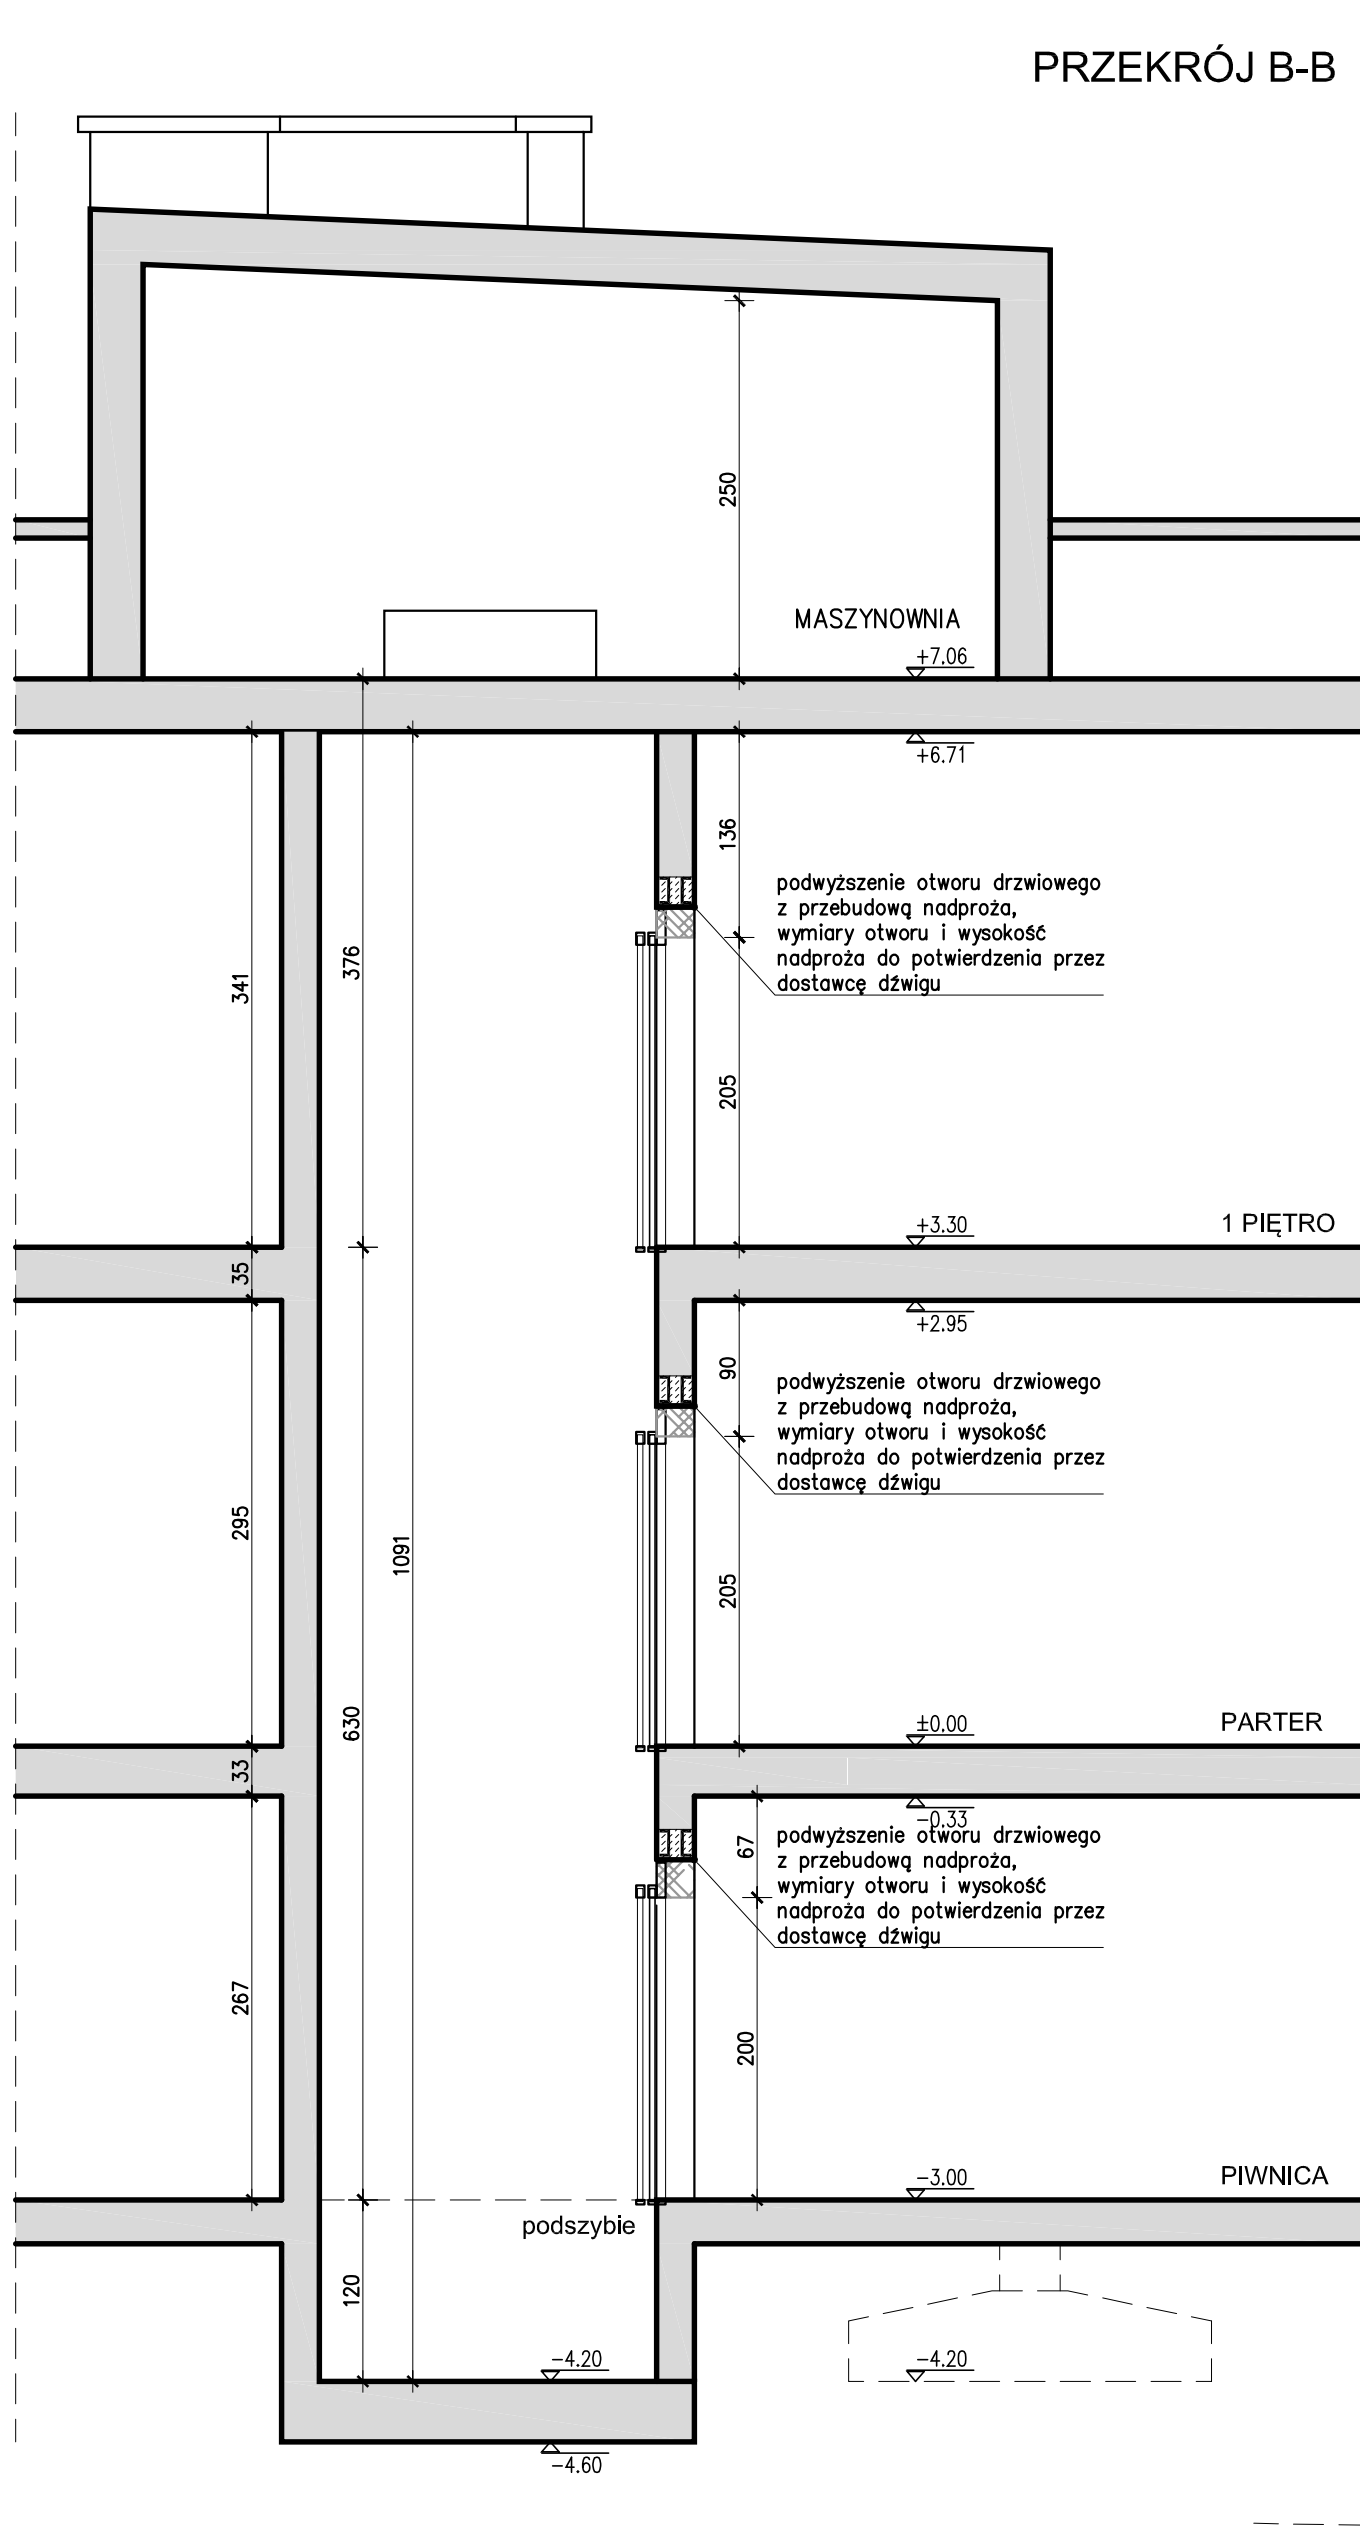 PRZEKRÓJ B-B
250
MASZYNOWNIA
+7.06
+6.71
136
podwyższenie otworu drzwiowego
z przebudową nadproża,
wymiary otworu i wysokość
nadproża do potwierdzenia przez
dostawcę dźwigu
341
376
205
+3.30
1 PIĘTRO
35
+2.95
90
podwyższenie otworu drzwiowego
z przebudową nadproża,
wymiary otworu i wysokość
nadproża do potwierdzenia przez
dostawcę dźwigu
295
1091
205
630
±0.00
PARTER
33
-0.33
67
podwyższenie otworu drzwiowego
z przebudową nadproża,
wymiary otworu i wysokość
nadproża do potwierdzenia przez
dostawcę dźwigu
267
200
-3.00
PIWNICA
podszybie
120
-4.20
-4.20
-4.60